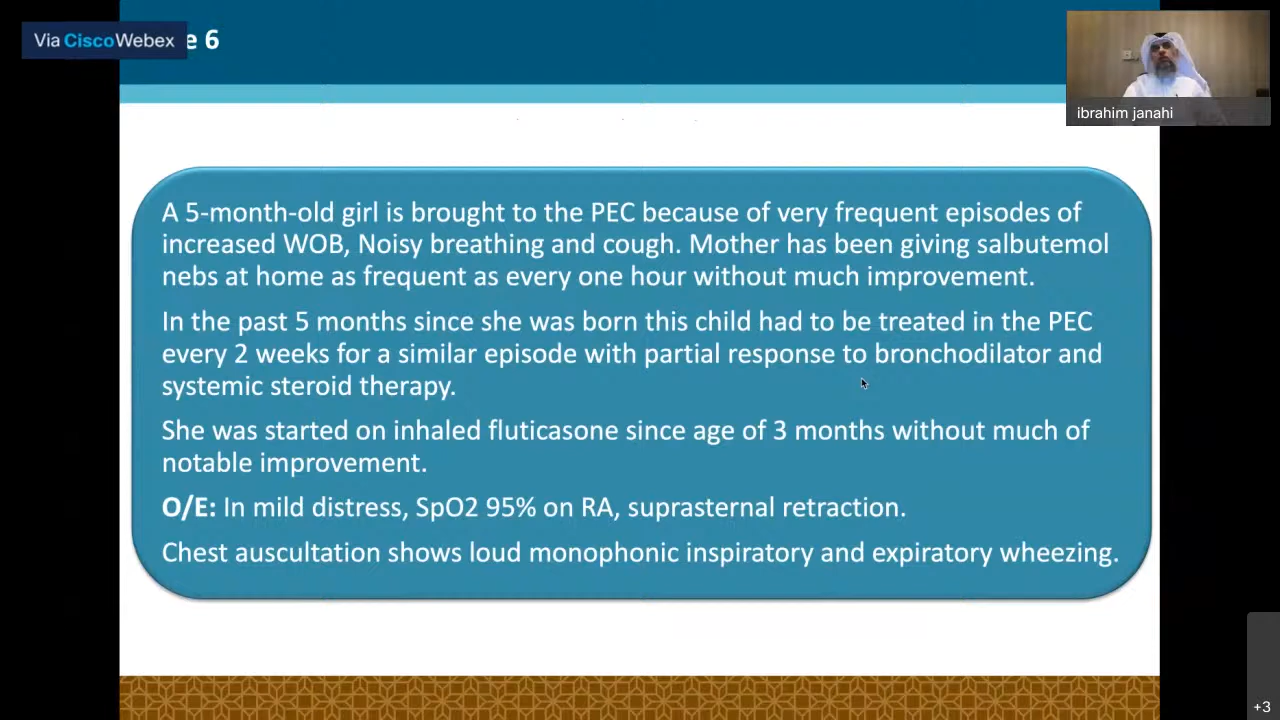 Via CiscoWebex
e 6
ibrahim janahi
A 5-month-old girl is brought to the PEC because of very frequent episodes of
increased WOB, Noisy breathing and cough. Mother has been giving salbutemol
nebs at home as frequent as every one hour without much improvement.
In the past 5 months since she was born this child had to be treated in the PEC
every 2 weeks for a similar episode with partial response to bronchodilator and
systemic steroid therapy.
She was started on inhaled fluticasone since age of 3 months without much of
notable improvement.
O/E: In mild distress, SpO2 95% on RA, suprasternal retraction.
Chest auscultation shows loud monophonic inspiratory and expiratory wheezing.
+3